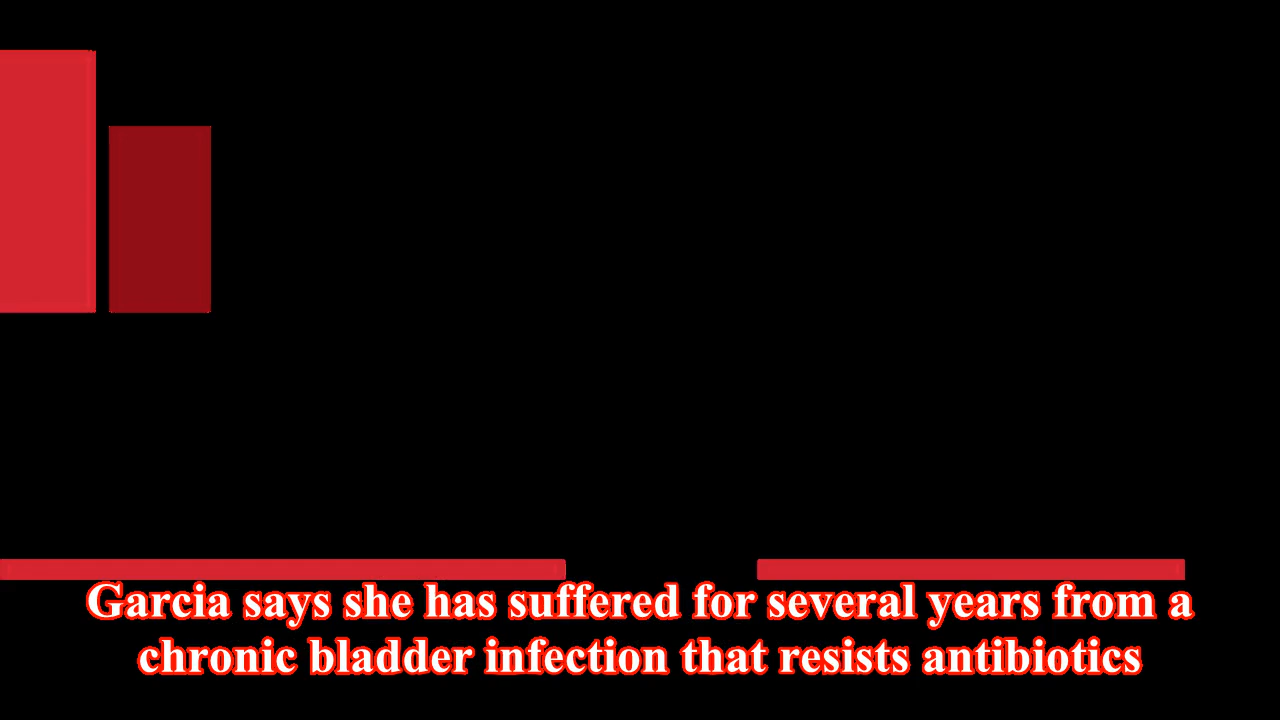 Garcia says she has suffered for several years from a
chronic bladder infection that resists antibiotics